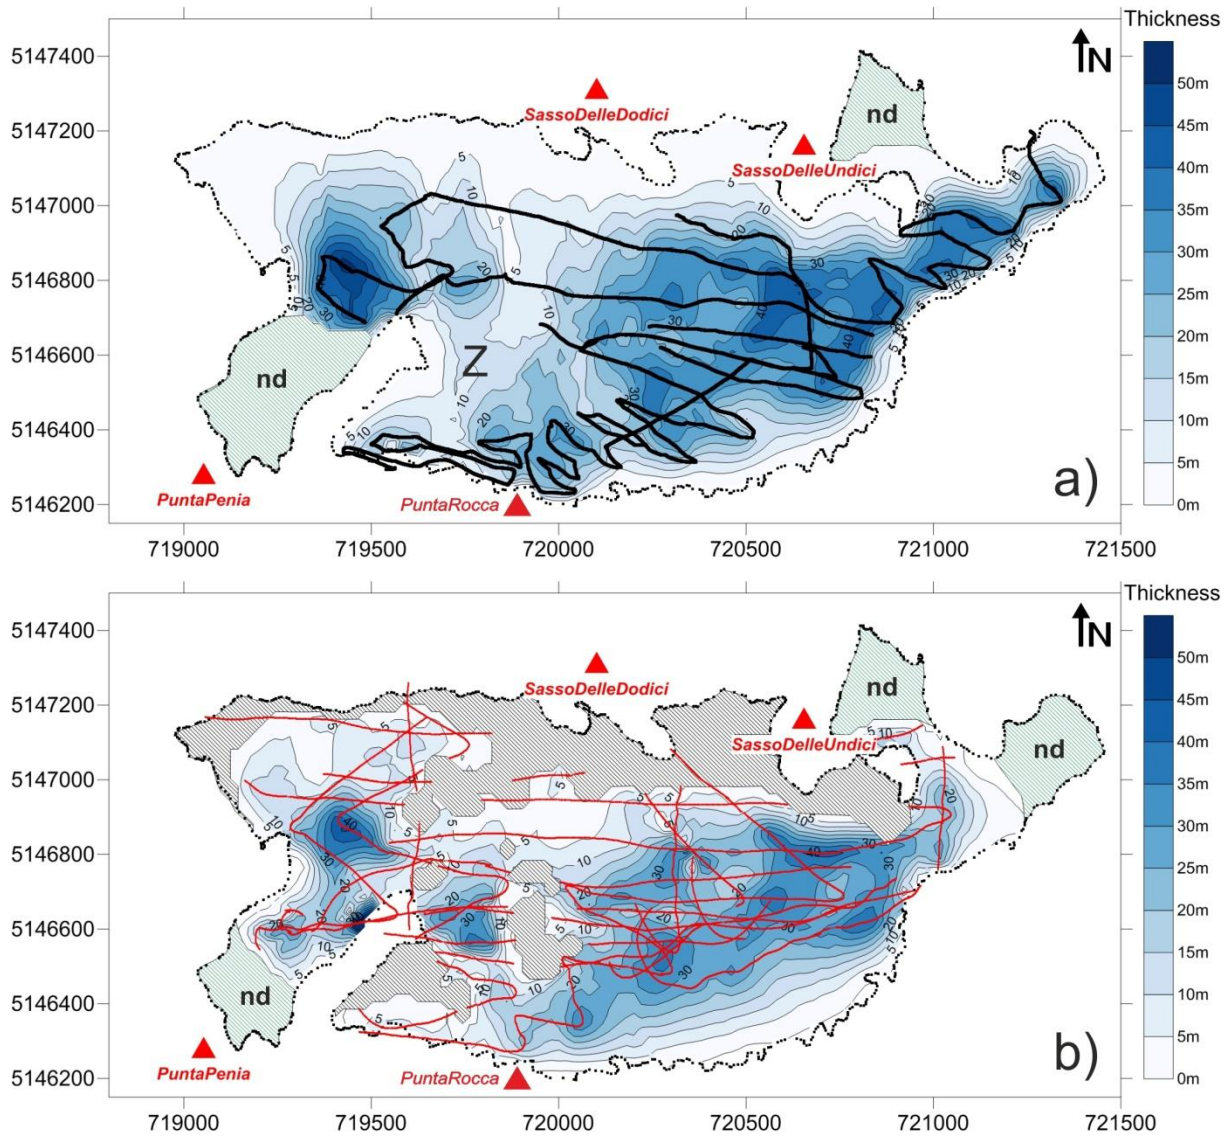 Thickness
5147400
N
50m
nd
45m
5147200
SassoDelleDodici
40m
SassoDelleUndici
35m
5147000
30m
5146800
25m
20m
5146600
Z
15m
nd
10m
5146400
5m
PuntaPenia
PuntaRocca
a)
5146200
0m
719000 719500 720000 720500 721000 721500
Thickness
5147400
N
50m
nd
45m
5147200
SassoDelleDodici
nd
40m
SassoDelleUndici
35m
5147000
30m
5146800
25m
20m
5146600
15m
nd
10m
5146400
5m
PuntaPenia
PuntaRocca
b)
5146200
0m
719000 719500 720000 720500 721000 721500